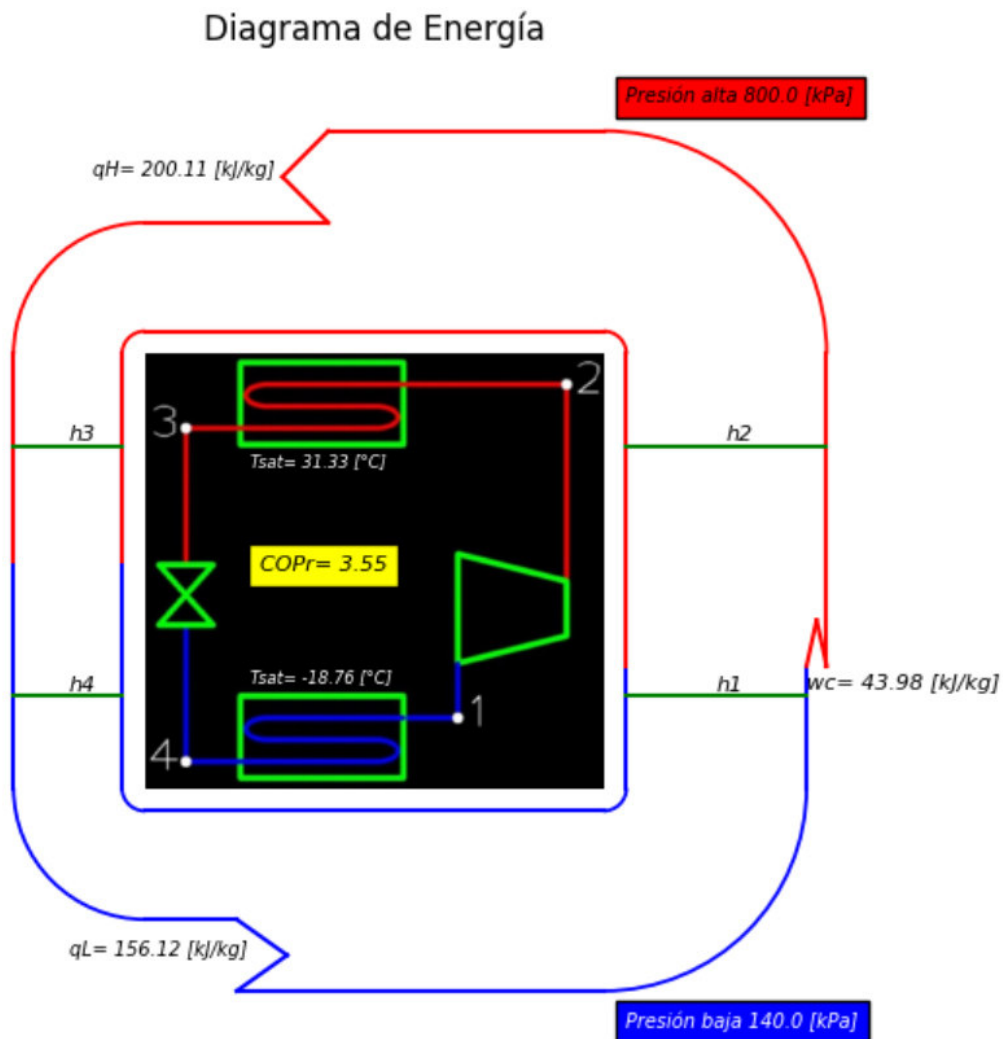 Diagrama de Energía
Presión alta 800.0 [kPa]
qH= 200.11 [kJ/kg]
2
3
h3
h2
Tsat= 31.33 [°C]
COPr= 3.55
Tsat= -18.76 [°C]
h4
h1
wc= 43.98 [kJ/kg]
1
4
qL= 156.12 [kJ/kg]
Presión baja 140.0 [kPa]